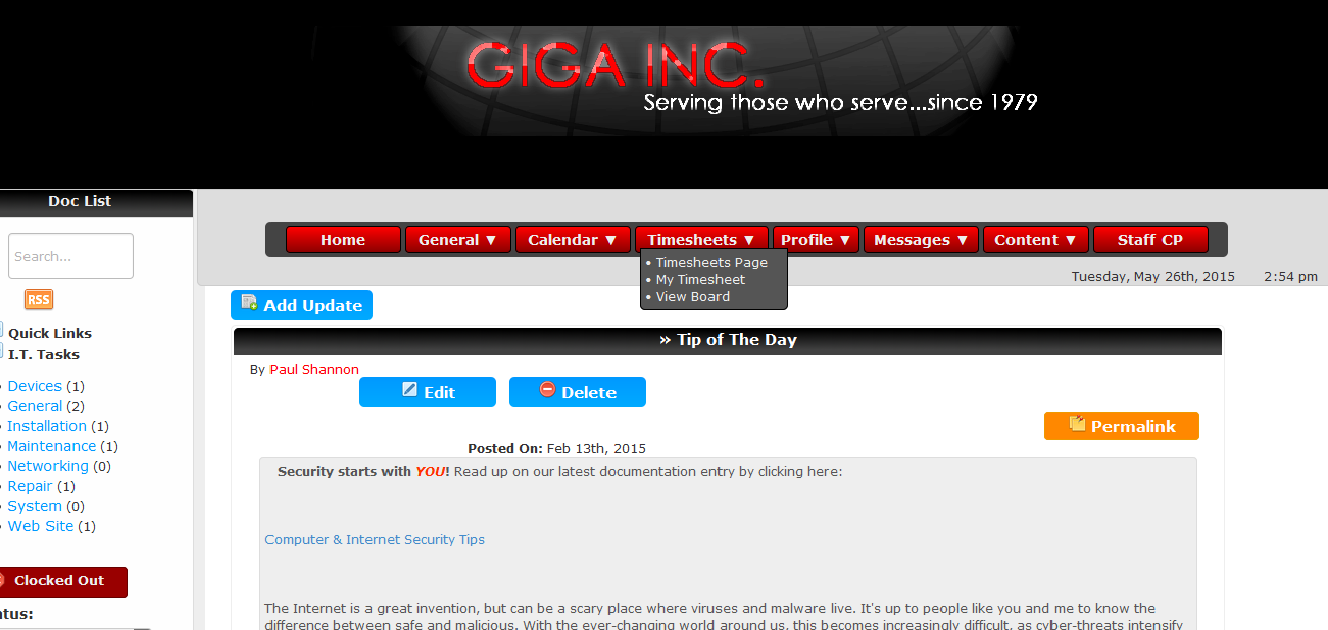 GIGA INC.
Serving those who serve...since 1979
Doc List
Search...
RSS
Quick Links
I.T. Tasks
• Devices (1)
• General (2)
• Installation (1)
• Maintenance (1)
• Networking (0)
• Repair (1)
• System (0)
• Web Site (1)
Clocked Out
Home General ▼ Calendar ▼ Timesheets ▼ Profile ▼ Messages ▼ Content ▼ Staff CP
• Timesheets Page
• My Timesheet
• View Board
Tuesday, May 26th, 2015 2:54 pm
Add Update
» Tip of The Day
By Paul Shannon
Edit Delete
Permalink
Posted On: Feb 13th, 2015
Security starts with YOU! Read up on our latest documentation entry by clicking here:
Computer & Internet Security Tips
The Internet is a great invention, but can be a scary place where viruses and malware live. It's up to people like you and me to know the
difference between safe and malicious. With the ever-changing world around us, this becomes increasingly difficult, as cyber-threats intensify